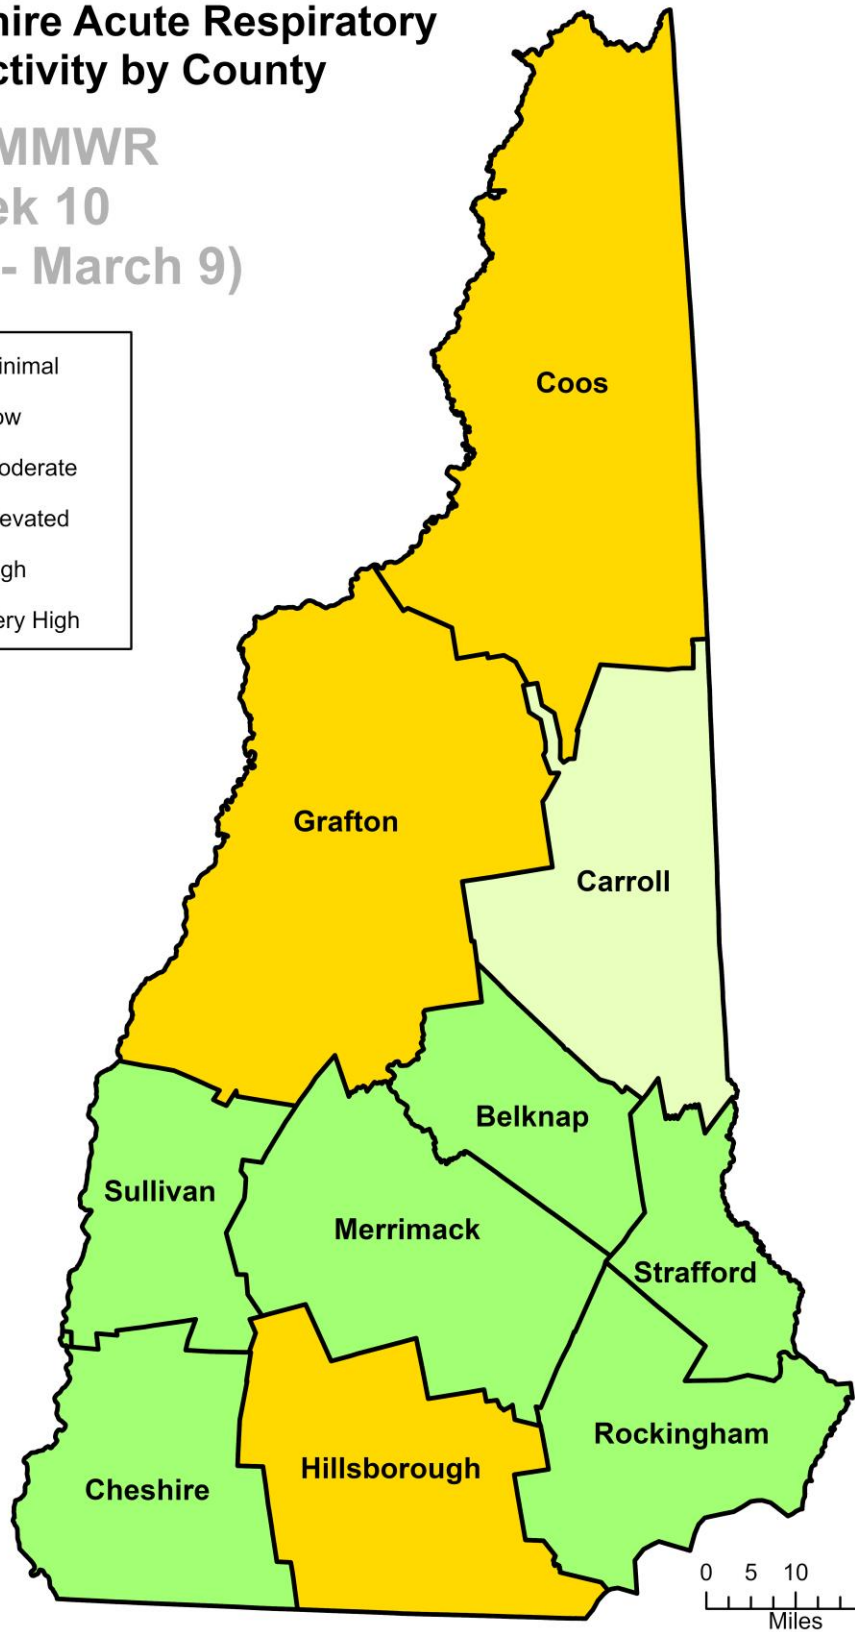 hire Acute Respiratory
ctivity by County
MMWR
ek 10
- March 9)
inimal
ow
oderate
evated
gh
ery High
Coos
Grafton
Carroll
Belknap
Sullivan
Merrimack
Strafford
Rockingham
Hillsborough
Cheshire
0 5 10
Miles